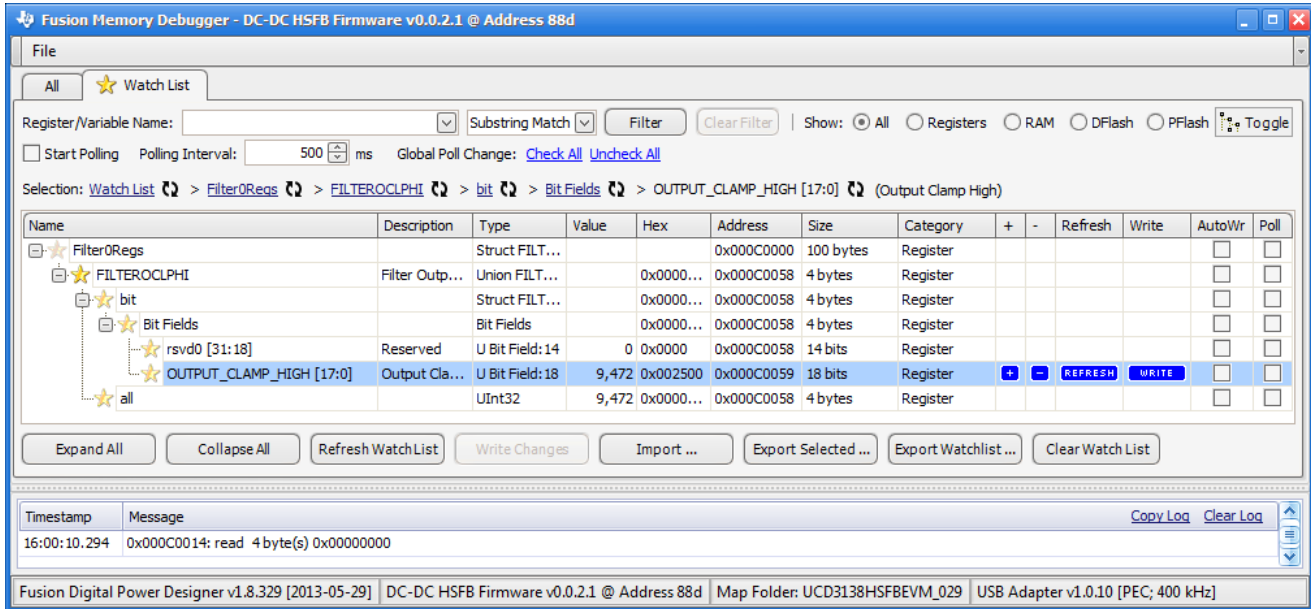 Fusion Memory Debugger - DC-DC HSFB Firmware v0.0.2.1 @ Address 88d
File
All Watch List
Register/Variable Name: Substring Match Filter Clear Filter Show: All Registers RAM DFlash PFlash Toggle
Start Polling Polling Interval: 500 ms Global Poll Change: Check All Uncheck All
Selection: Watch List > Filter0Regs > FILTEROCLPHI > bit > Bit Fields > OUTPUT_CLAMP_HIGH [17:0] (Output Clamp High)
Name Description Type Value Hex Address Size Category + - Refresh Write AutoWr Poll
Filter0Regs Struct FILT... 0x000C0000 100 bytes Register
FILTEROCLPHI Filter Outp... Union FILT... 0x0000... 0x000C0058 4 bytes Register
bit Struct FILT... 0x0000... 0x000C0058 4 bytes Register
Bit Fields Bit Fields 0x0000... 0x000C0058 4 bytes Register
rsvd0 [31:18] Reserved U Bit Field:14 0 0x0000 0x000C0058 14 bits Register
OUTPUT_CLAMP_HIGH [17:0] Output Cla... U Bit Field:18 9,472 0x002500 0x000C0059 18 bits Register + - REFRESH WRITE
all UInt32 9,472 0x0000... 0x000C0058 4 bytes Register
Expand All Collapse All Refresh WatchList Write Changes Import ... Export Selected ... Export Watchlist ... Clear Watch List
Timestamp Message Copy Log Clear Log
16:00:10.294 0x000C0014: read 4 byte(s) 0x00000000
Fusion Digital Power Designer v1.8.329 [2013-05-29] DC-DC HSFB Firmware v0.0.2.1 @ Address 88d Map Folder: UCD3138HSFBEVM_029 USB Adapter v1.0.10 [PEC; 400 kHz]